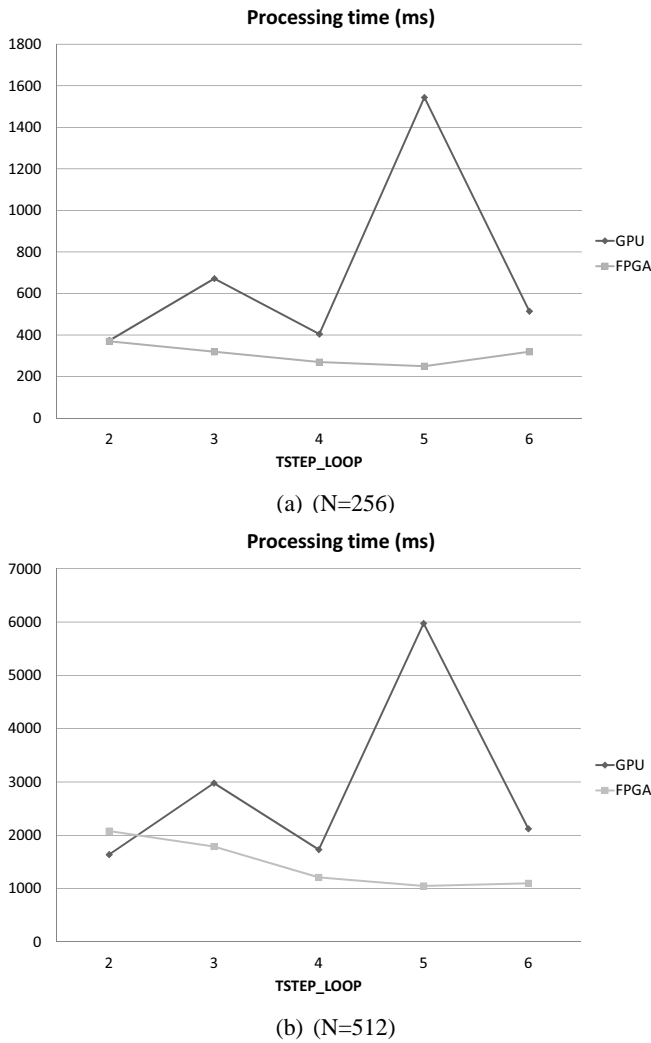 Processing time (ms)
1800
1600
1400
1200
1000
800
600
400
200
0
GPU
FPGA
2 3 4 5 6
TSTEP_LOOP
(a) (N=256)
Processing time (ms)
7000
6000
5000
4000
3000
2000
1000
0
GPU
FPGA
2 3 4 5 6
TSTEP_LOOP
(b) (N=512)